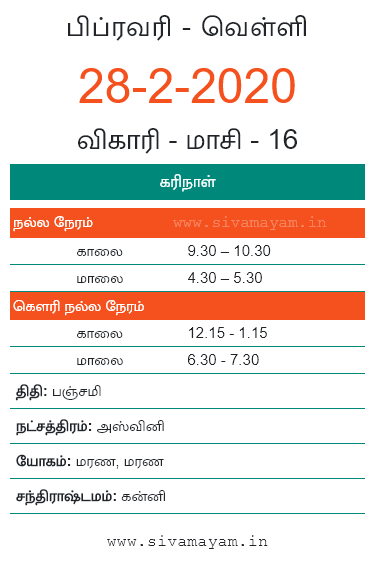 பிப்ரவரி - வெள்ளி
28-2-2020
விகாரி - மாசி - 16
கரிநாள்
நல்ல நேரம் www.sivamayam.in
காலை 9.30 – 10.30
மாலை 4.30 – 5.30
கௌரி நல்ல நேரம்
காலை 12.15 - 1.15
மாலை 6.30 - 7.30
திதி: பஞ்சமி
நட்சத்திரம்: அஸ்வினி
யோகம்: மரண, மரண
சந்திராஷ்டமம்: கன்னி
www.sivamayam.in